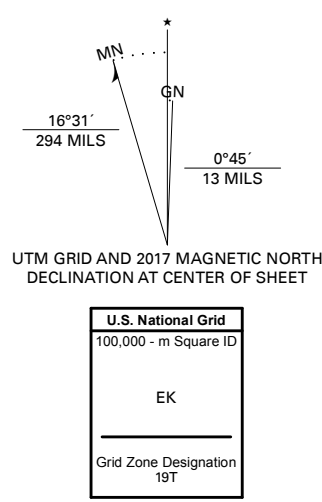 ★
MN
GN
16°31´
294 MILS
0°45´
13 MILS
UTM GRID AND 2017 MAGNETIC NORTH
DECLINATION AT CENTER OF SHEET
U.S. National Grid
100,000 - m Square ID
EK
Grid Zone Designation
19T